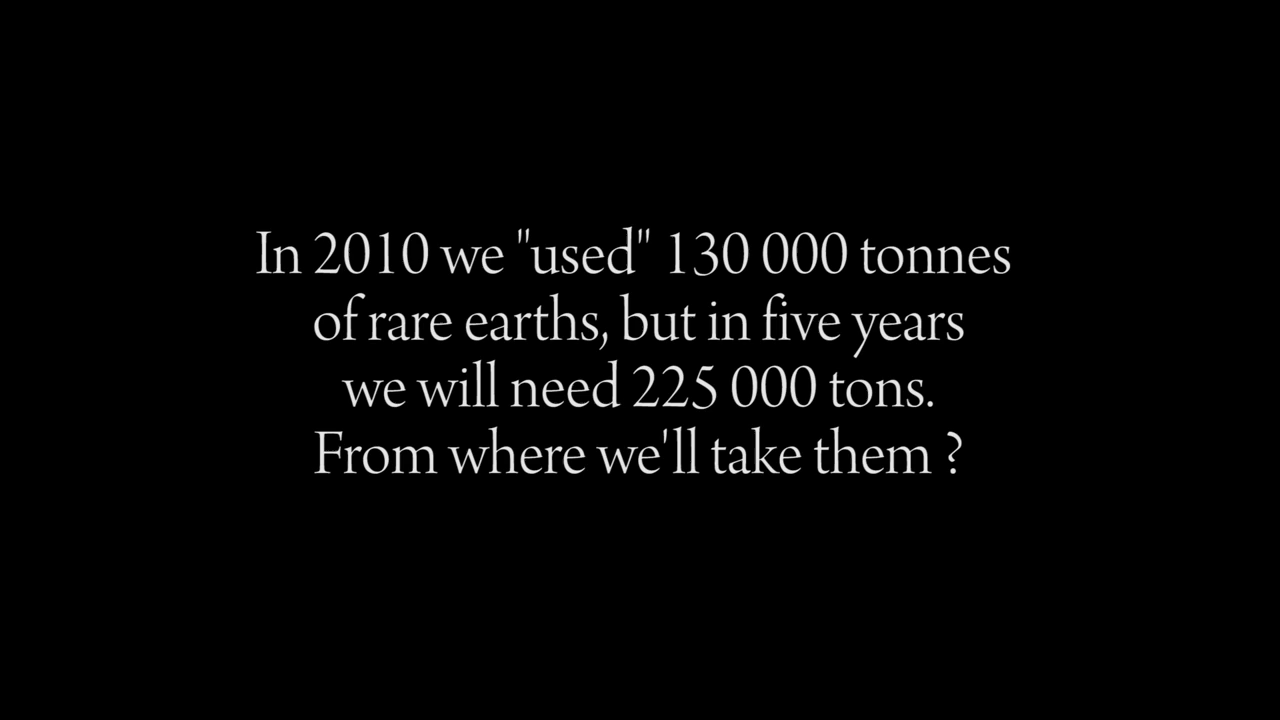 In 2010 we "used" 130 000 tonnes
of rare earths, but in five years
we will need 225 000 tons.
From where we'll take them ?